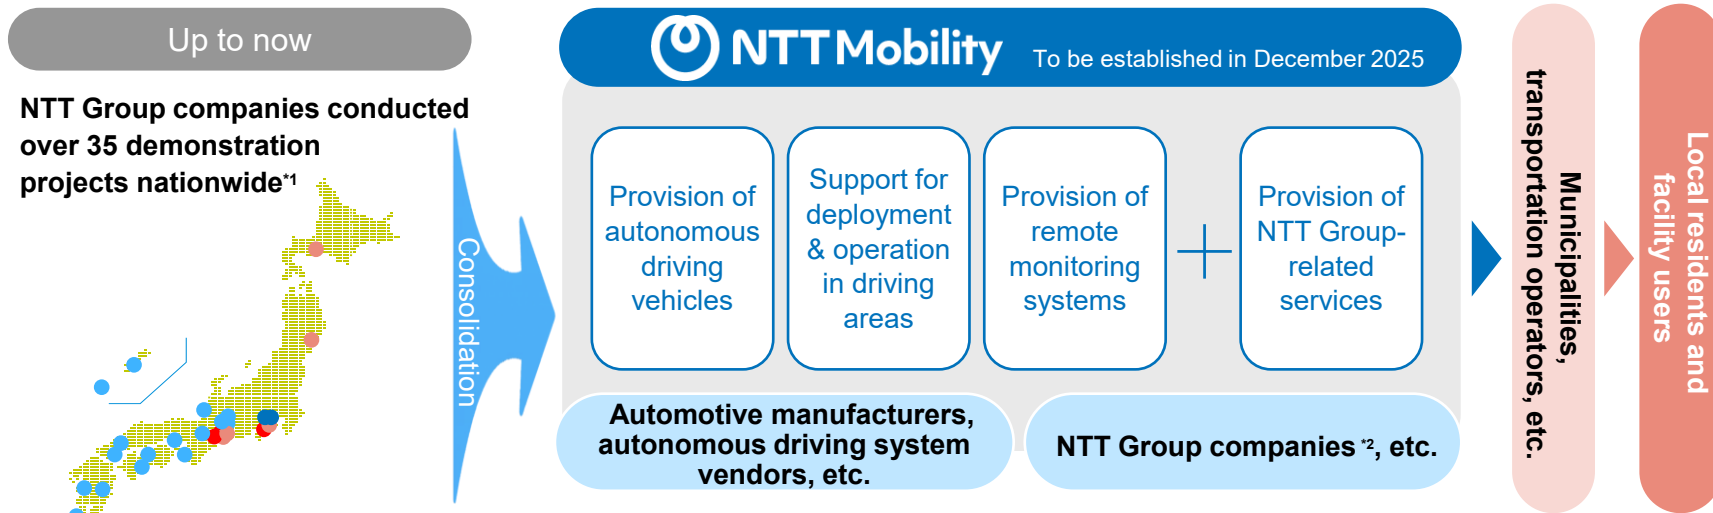 Up to now
NTT Group companies conducted
over 35 demonstration
projects nationwide*1
Consolidation
NTT Mobility
To be established in December 2025
Provision of
autonomous
driving
vehicles
Support for
deployment
& operation
in driving
areas
Provision of
remote
monitoring
systems
Provision of
NTT Group-
related
services
Automotive manufacturers,
autonomous driving system
vendors, etc.
NTT Group companies *2, etc.
Municipalities,
transportation operators, etc.
Local residents and
facility users